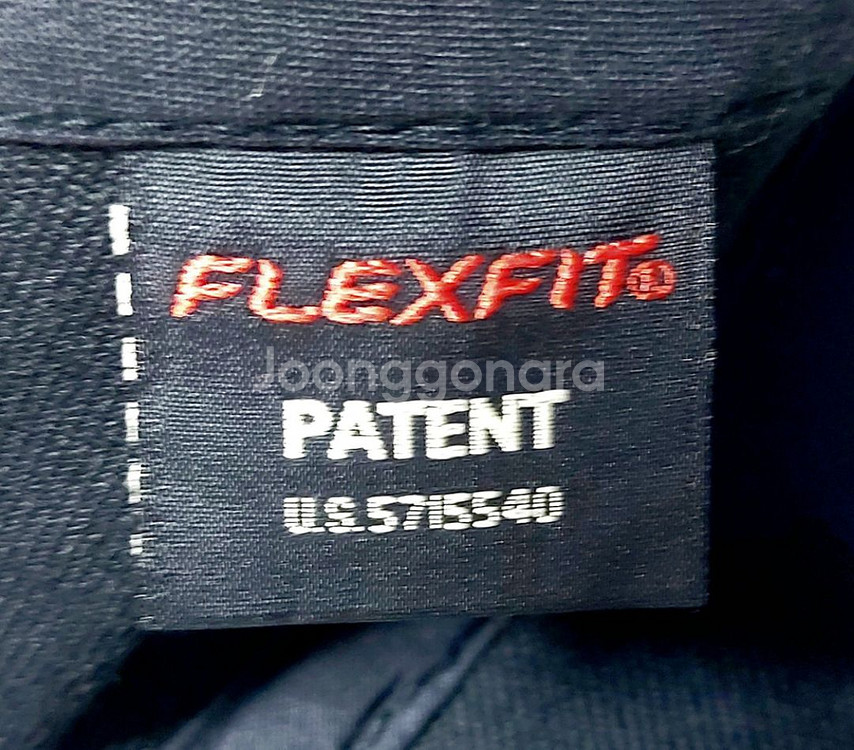 FLEXFIT®
Joonggonara
PATENT
U.S. 5715540